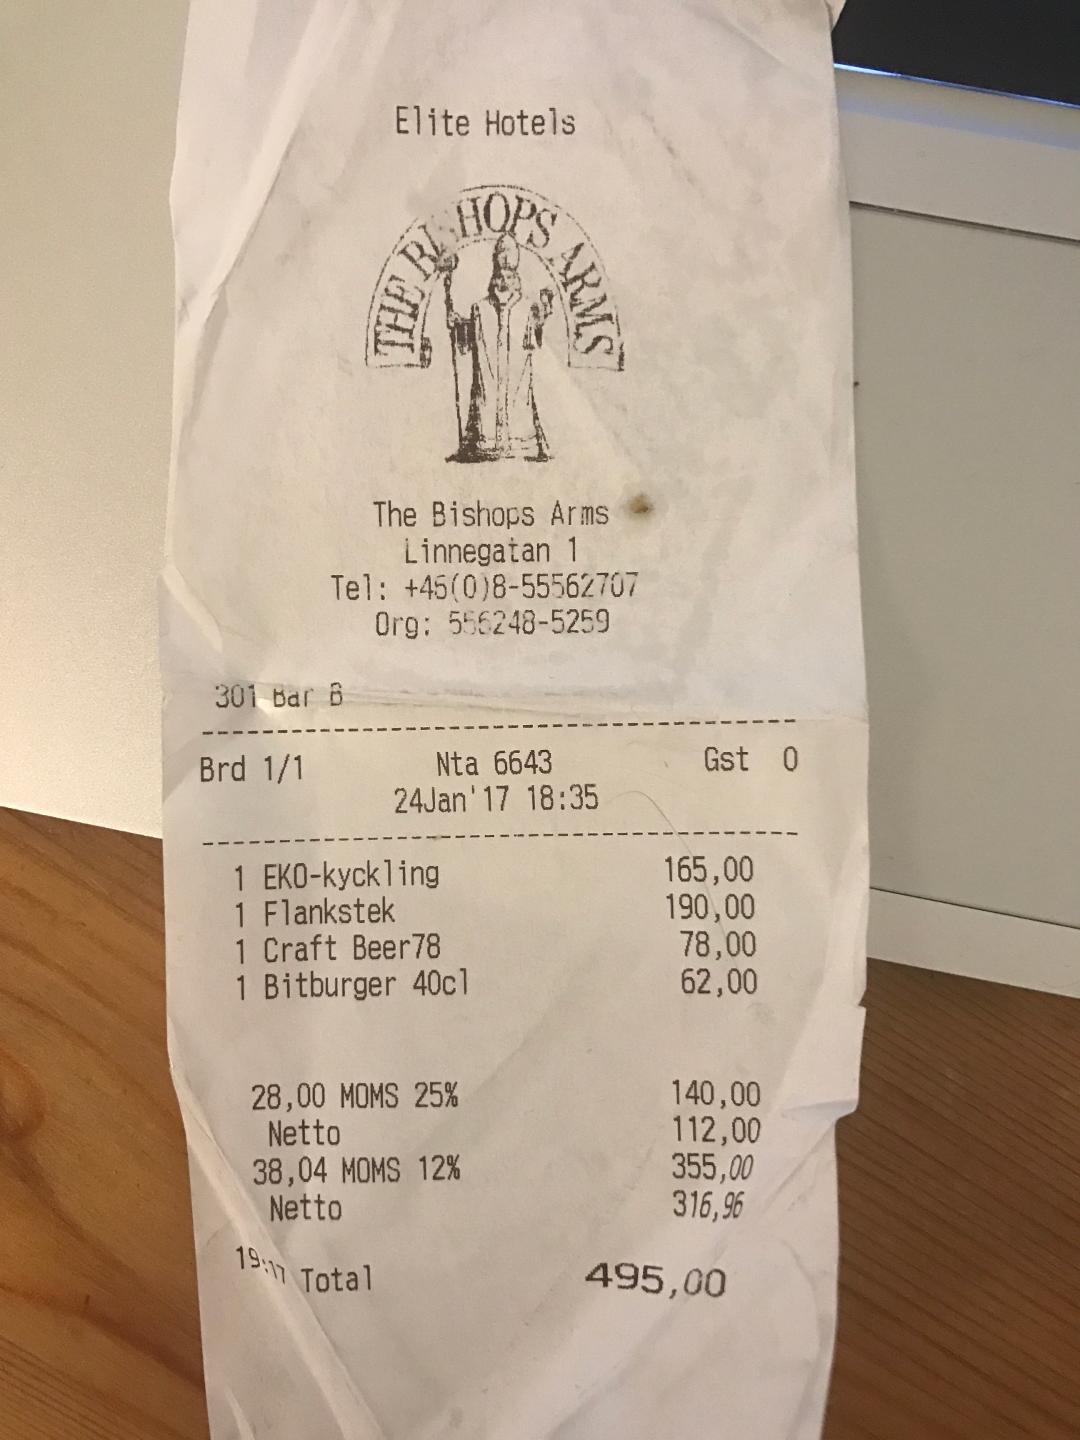 Elite Hotels
THE BISHOPS ARMS
The Bishops Arms
Linnegatan 1
Tel: +46(0)8-55562707
Org: 556248-5259
301 Bar B
Brd 1/1 Nta 6643 Gst 0
24Jan'17 18:35
1 EKO-kyckling 165,00
1 Flankstek 190,00
1 Craft Beer78 78,00
1 Bitburger 40cl 62,00
28,00 MOMS 25% 140,00
Netto 112,00
38,04 MOMS 12% 355,00
Netto 316,96
19:17 Total 495,00